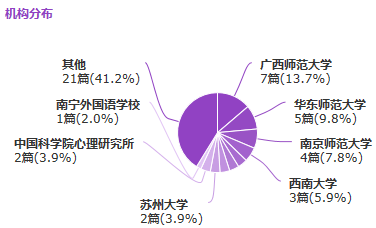 机构分布
其他
21篇(41.2%)
广西师范大学
7篇(13.7%)
南宁外国语学校
1篇(2.0%)
华东师范大学
5篇(9.8%)
中国科学院心理研究所
2篇(3.9%)
南京师范大学
4篇(7.8%)
西南大学
3篇(5.9%)
苏州大学
2篇(3.9%)